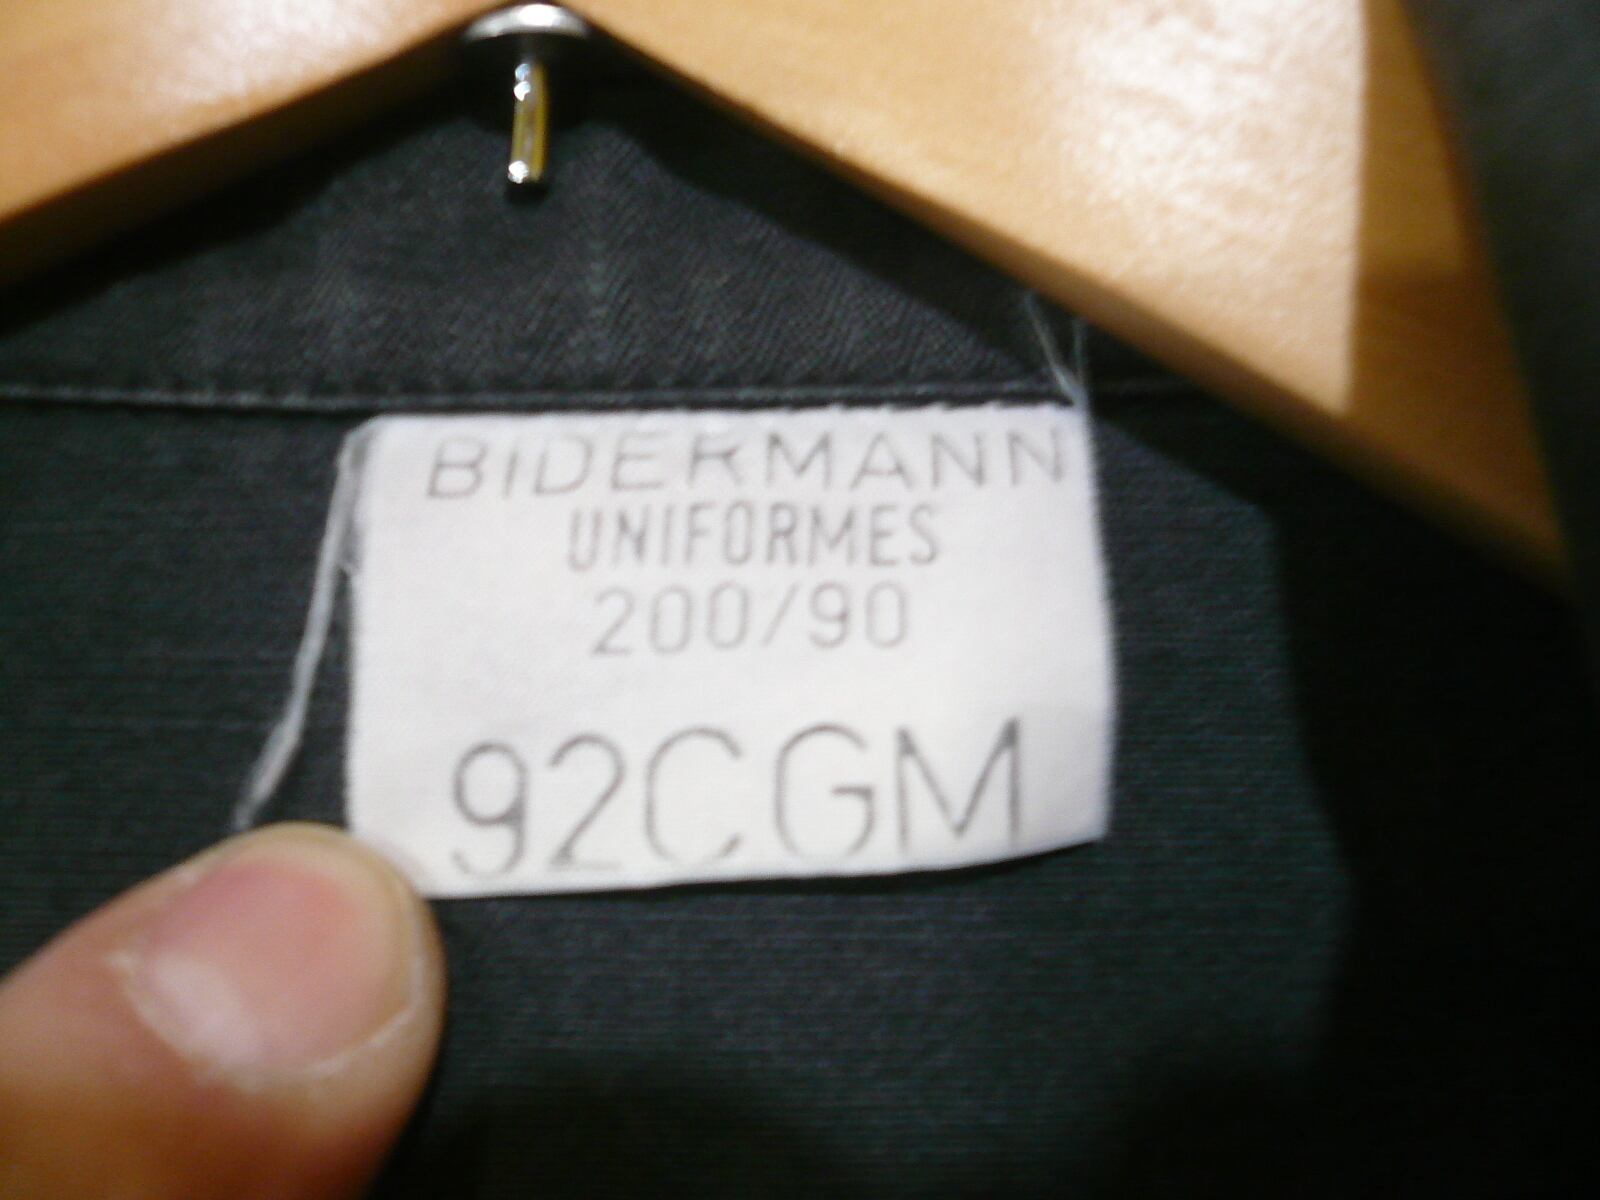 BIDERMANN
UNIFORMES
200/90
92CGM